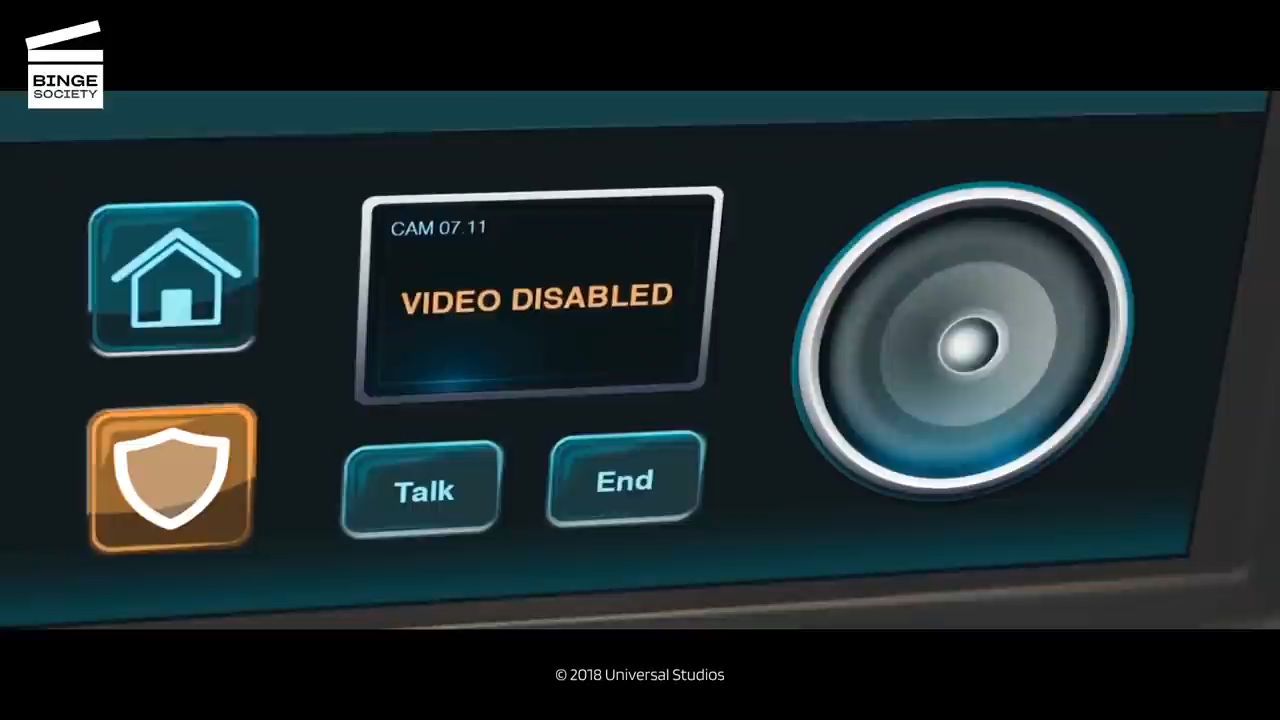 BINGE
SOCIETY
CAM 07.11
VIDEO DISABLED
Talk
End
© 2018 Universal Studios